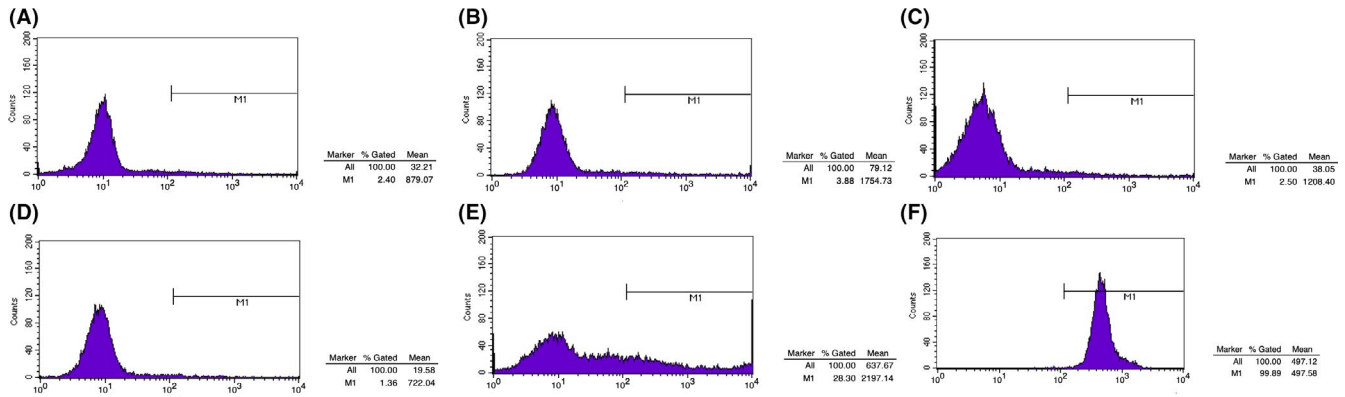 (A)
200
160
120
80
40
0
Counts
M1
10^0 10^1 10^2 10^3 10^4
Marker % Gated Mean
All 100.00 32.21
M1 2.40 879.07
(B)
200
160
120
80
40
0
Counts
M1
10^0 10^1 10^2 10^3 10^4
Marker % Gated Mean
All 100.00 79.12
M1 3.88 1754.73
(C)
200
160
120
80
40
0
Counts
M1
10^0 10^1 10^2 10^3 10^4
Marker % Gated Mean
All 100.00 38.05
M1 2.50 1208.40
(D)
200
160
120
80
40
0
Counts
M1
10^0 10^1 10^2 10^3 10^4
Marker % Gated Mean
All 100.00 19.58
M1 1.36 722.04
(E)
200
160
120
80
40
0
Counts
M1
10^0 10^1 10^2 10^3 10^4
Marker % Gated Mean
All 100.00 637.67
M1 28.30 2197.14
(F)
200
160
120
80
40
0
Counts
M1
10^0 10^1 10^2 10^3 10^4
Marker % Gated Mean
All 100.00 497.12
M1 99.89 497.58